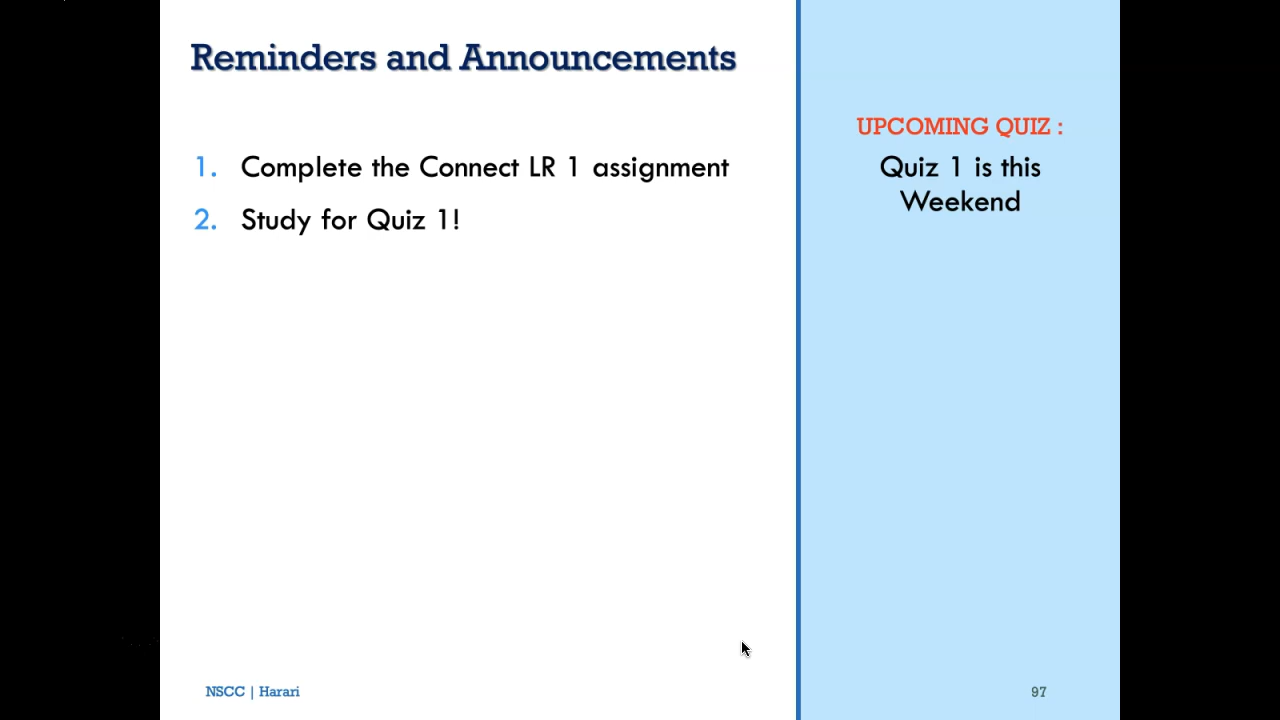 Reminders and Announcements
1. Complete the Connect LR 1 assignment
2. Study for Quiz 1!
UPCOMING QUIZ :
Quiz 1 is this
Weekend
NSCC | Harari
97